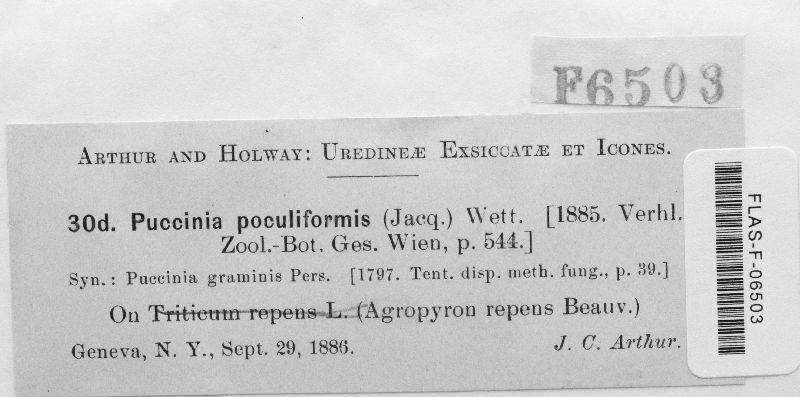 F6503
ARTHUR AND HOLWAY: UREDINEÆ EXSICCATÆ ET ICONES.
30d. Puccinia poculiformis (Jacq.) Wett. [1885. Verhl.
Zool.-Bot. Ges. Wien, p. 544.]
Syn.: Puccinia graminis Pers. [1797. Tent. disp. meth. fung., p. 39.]
On Triticum repens L. (Agropyron repens Beauv.)
Geneva, N. Y., Sept. 29, 1886. J. C. Arthur.
FLAS-F-06503